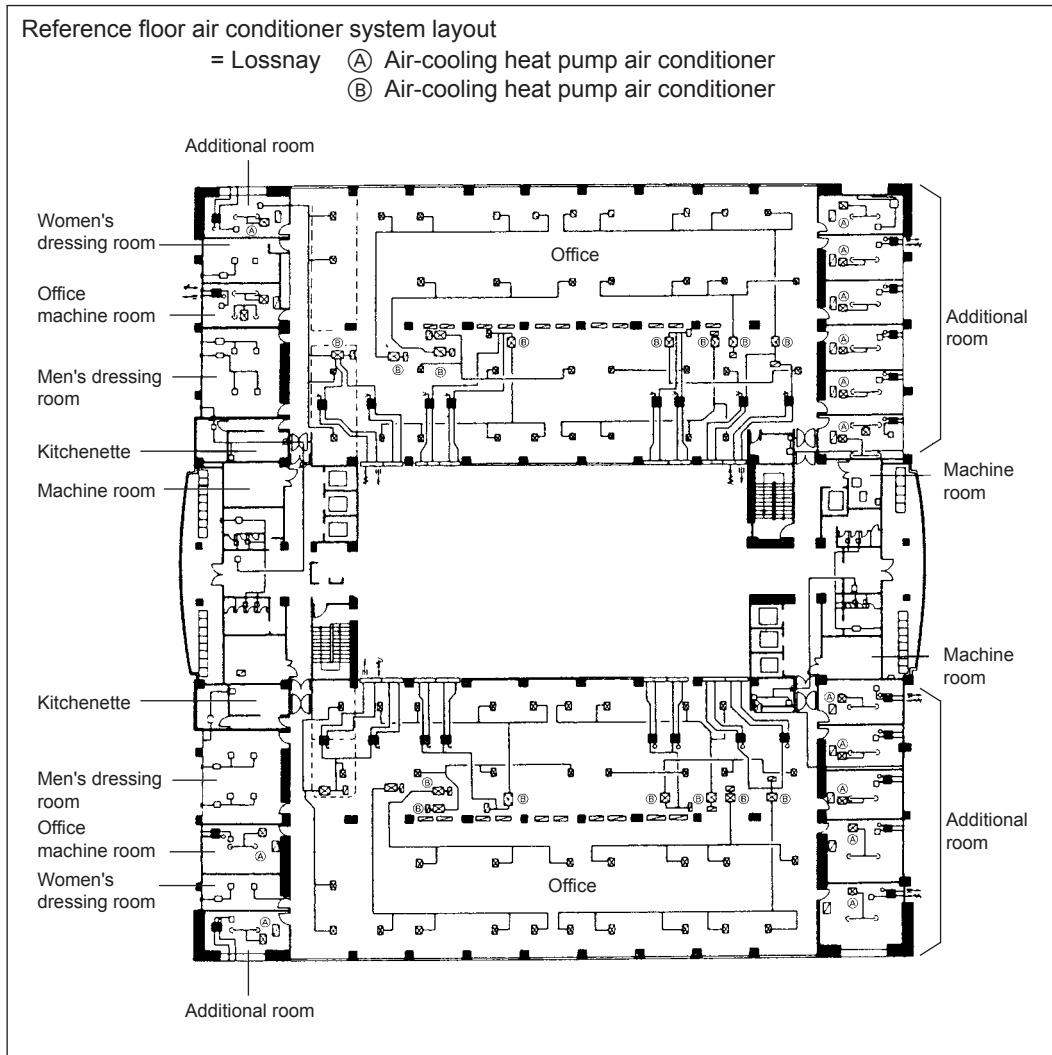 Reference floor air conditioner system layout
= Lossnay Ⓐ Air-cooling heat pump air conditioner
Ⓑ Air-cooling heat pump air conditioner
Additional room
Women's
dressing room
Office
machine room
Men's dressing
room
Kitchenette
Machine room
Office
Additional
room
Machine
room
Machine
room
Kitchenette
Men's dressing
room
Office
machine room
Women's
dressing room
Additional room
Office
Additional
room
Ⓐ
Ⓐ
Ⓐ
Ⓐ
Ⓐ
Ⓐ
Ⓑ
Ⓑ
Ⓑ
Ⓑ
Ⓑ
Ⓑ
Ⓑ
Ⓑ
Ⓐ
Ⓐ
Ⓐ
Ⓐ
Ⓐ
Ⓑ
Ⓑ
Ⓑ
Ⓑ
Ⓑ
Ⓑ
Ⓑ
Ⓐ
Ⓐ